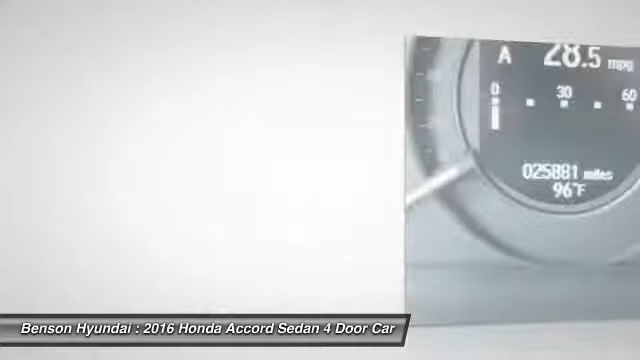 A 28.5 mpg
0 30 60
025881 miles
96°F
Benson Hyundai : 2016 Honda Accord Sedan 4 Door Car